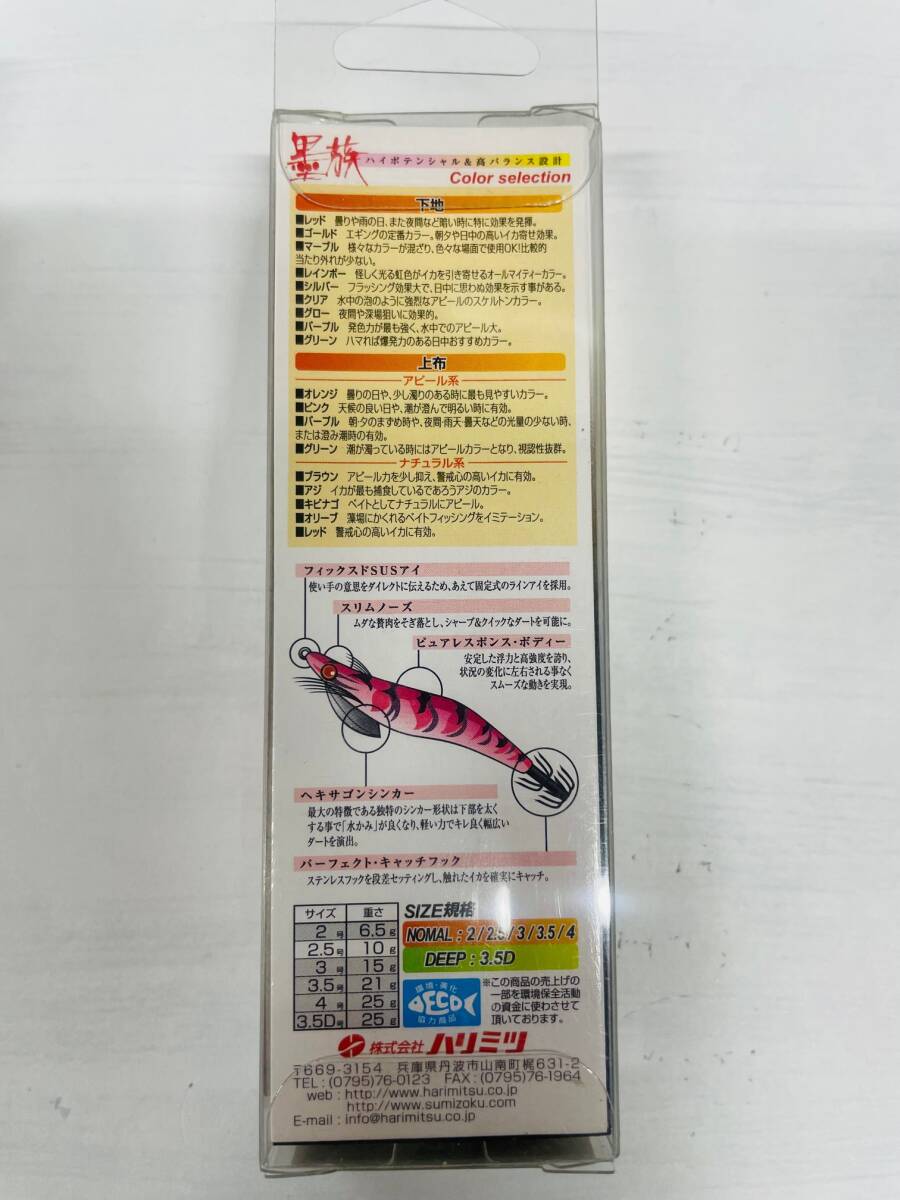 墨族
ハイポテンシャル&高バランス設計
Color selection
下地
■レッド 曇りや雨の日、また夜間など暗い時に特に効果を発揮。
■ゴールド エギングの定番カラー。朝夕や日中の高いイカ寄せ効果。
■マーブル 様々なカラーが混ざり、色々な場面で使用OK!比較的
当たり外れが少ない。
■レインボー 怪しく光る虹色がイカを引き寄せるオールマイティーカラー。
■シルバー フラッシング効果大で、日中に思わぬ効果を示す事がある。
■クリア 水中の泡のように強烈なアピールのスケルトンカラー。
■グロー 夜間や深場狙いに効果的。
■パープル 発色力が最も強く、水中でのアピール大。
■グリーン ハマれば爆発力のある日中おすすめカラー。
上布
アピール系
■オレンジ 曇りの日や、少し濁りのある時に最も見やすいカラー。
■ピンク 天候の良い日や、潮が澄んで明るい時に有効。
■パープル 朝・夕のまずめ時や、夜間・雨天・曇天などの光量の少ない時、
または澄み潮時の有効。
■グリーン 潮が濁っている時にはアピールカラーとなり、視認性抜群。
ナチュラル系
■ブラウン アピール力を少し抑え、警戒心の高いイカに有効。
■アジ イカが最も捕食しているであろうアジのカラー。
■キビナゴ ベイトとしてナチュラルにアピール。
■オリーブ 藻場にかくれるベイトフィッシングをイミテーション。
■レッド 警戒心の高いイカに有効。
フィックスドSUSアイ
使い手の意思をダイレクトに伝えるため、あえて固定式のラインアイを採用。
スリムノーズ
ムダな贅肉をそぎ落とし、シャープ&クイックなダートを可能に。
ピュアレスポンス・ボディー
安定した浮力と高強度を誇り、
状況の変化に左右される事なく
スムーズな動きを実現。
ヘキサゴンシンカー
最大の特徴である独特のシンカー形状は下部を太く
する事で「水かみ」が良くなり、軽い力でキレ良く幅広い
ダートを演出。
パーフェクト・キャッチフック
ステンレスフックを段差セッティングし、触れたイカを確実にキャッチ。
サイズ 重さ
2号 6.5g
2.5号 10g
3号 15g
3.5号 21g
4号 25g
3.5D号 25g
SIZE規格
NOMAL:2/2.5/3/3.5/4
DEEP:3.5D
環境・美化
ECO
協力商品
※この商品の売上げの
一部を環境保全活動
の資金に使わさせて
頂いております。
株式会社 ハリミツ
〒669-3154 兵庫県丹波市山南町梶631-2
TEL:(0795)76-0123 FAX:(0795)76-1964
web:http://www.harimitsu.co.jp
http://www.sumizoku.com
E-mail:info@harimitsu.co.jp